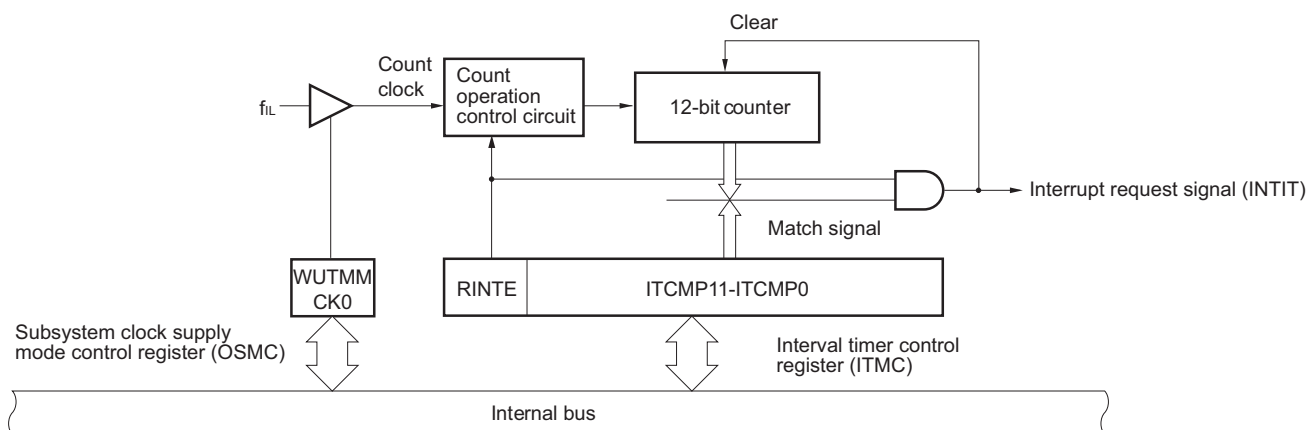 Clear
Count
clock
Count
operation
control circuit
12-bit counter
fIL
Interrupt request signal (INTIT)
Match signal
WUTMM
CK0
RINTE
ITCMP11-ITCMP0
Subsystem clock supply
mode control register (OSMC)
Interval timer control
register (ITMC)
Internal bus